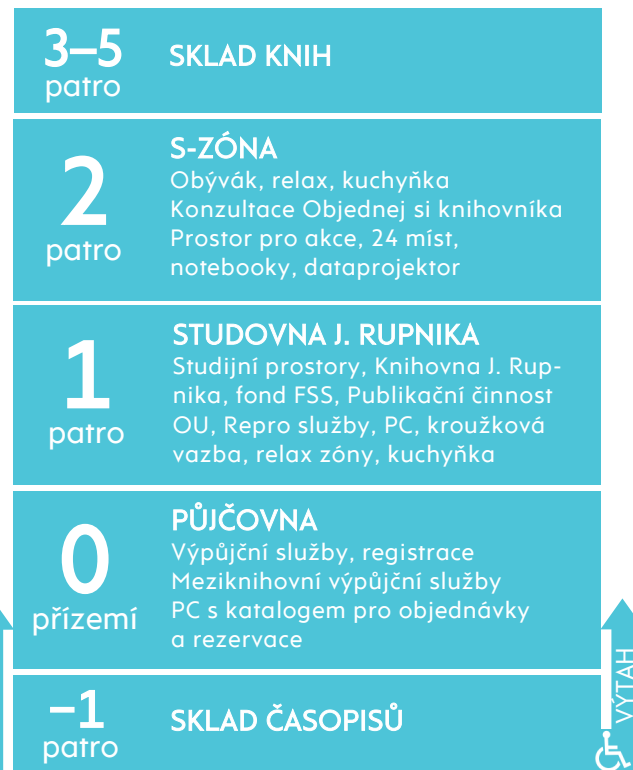 3–5
patro
SKLAD KNIH
2
patro
S-ZÓNA
Obývák, relax, kuchyňka
Konzultace Objednej si knihovníka
Prostor pro akce, 24 míst,
notebooky, dataprojektor
1
patro
STUDOVNA J. RUPNIKA
Studijní prostory, Knihovna J. Rup-
nika, fond FSS, Publikační činnost
OU, Repro služby, PC, kroužková
vazba, relax zóny, kuchyňka
0
přízemí
PŮJČOVNA
Výpůjční služby, registrace
Meziknihovní výpůjční služby
PC s katalogem pro objednávky
a rezervace
–1
patro
SKLAD ČASOPISŮ
VÝTAH